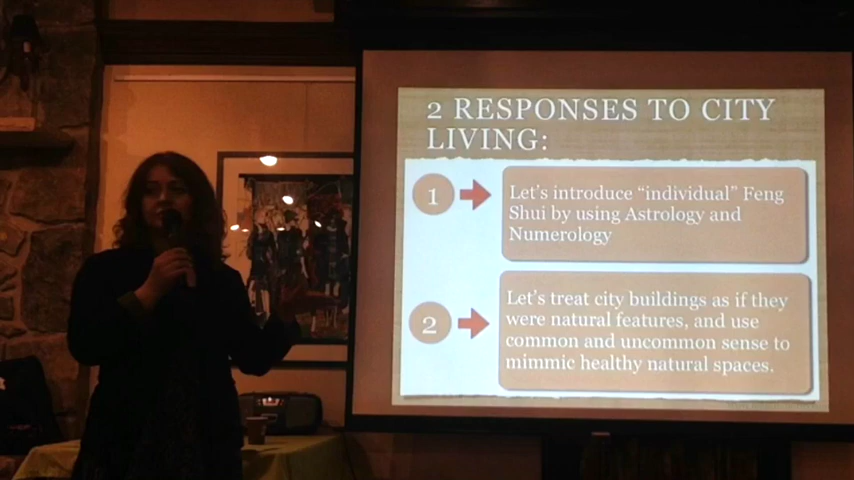 2 RESPONSES TO CITY
LIVING:
1
Let's introduce “individual” Feng
Shui by using Astrology and
Numerology
2
Let's treat city buildings as if they
were natural features, and use
common and uncommon sense to
mimmic healthy natural spaces.